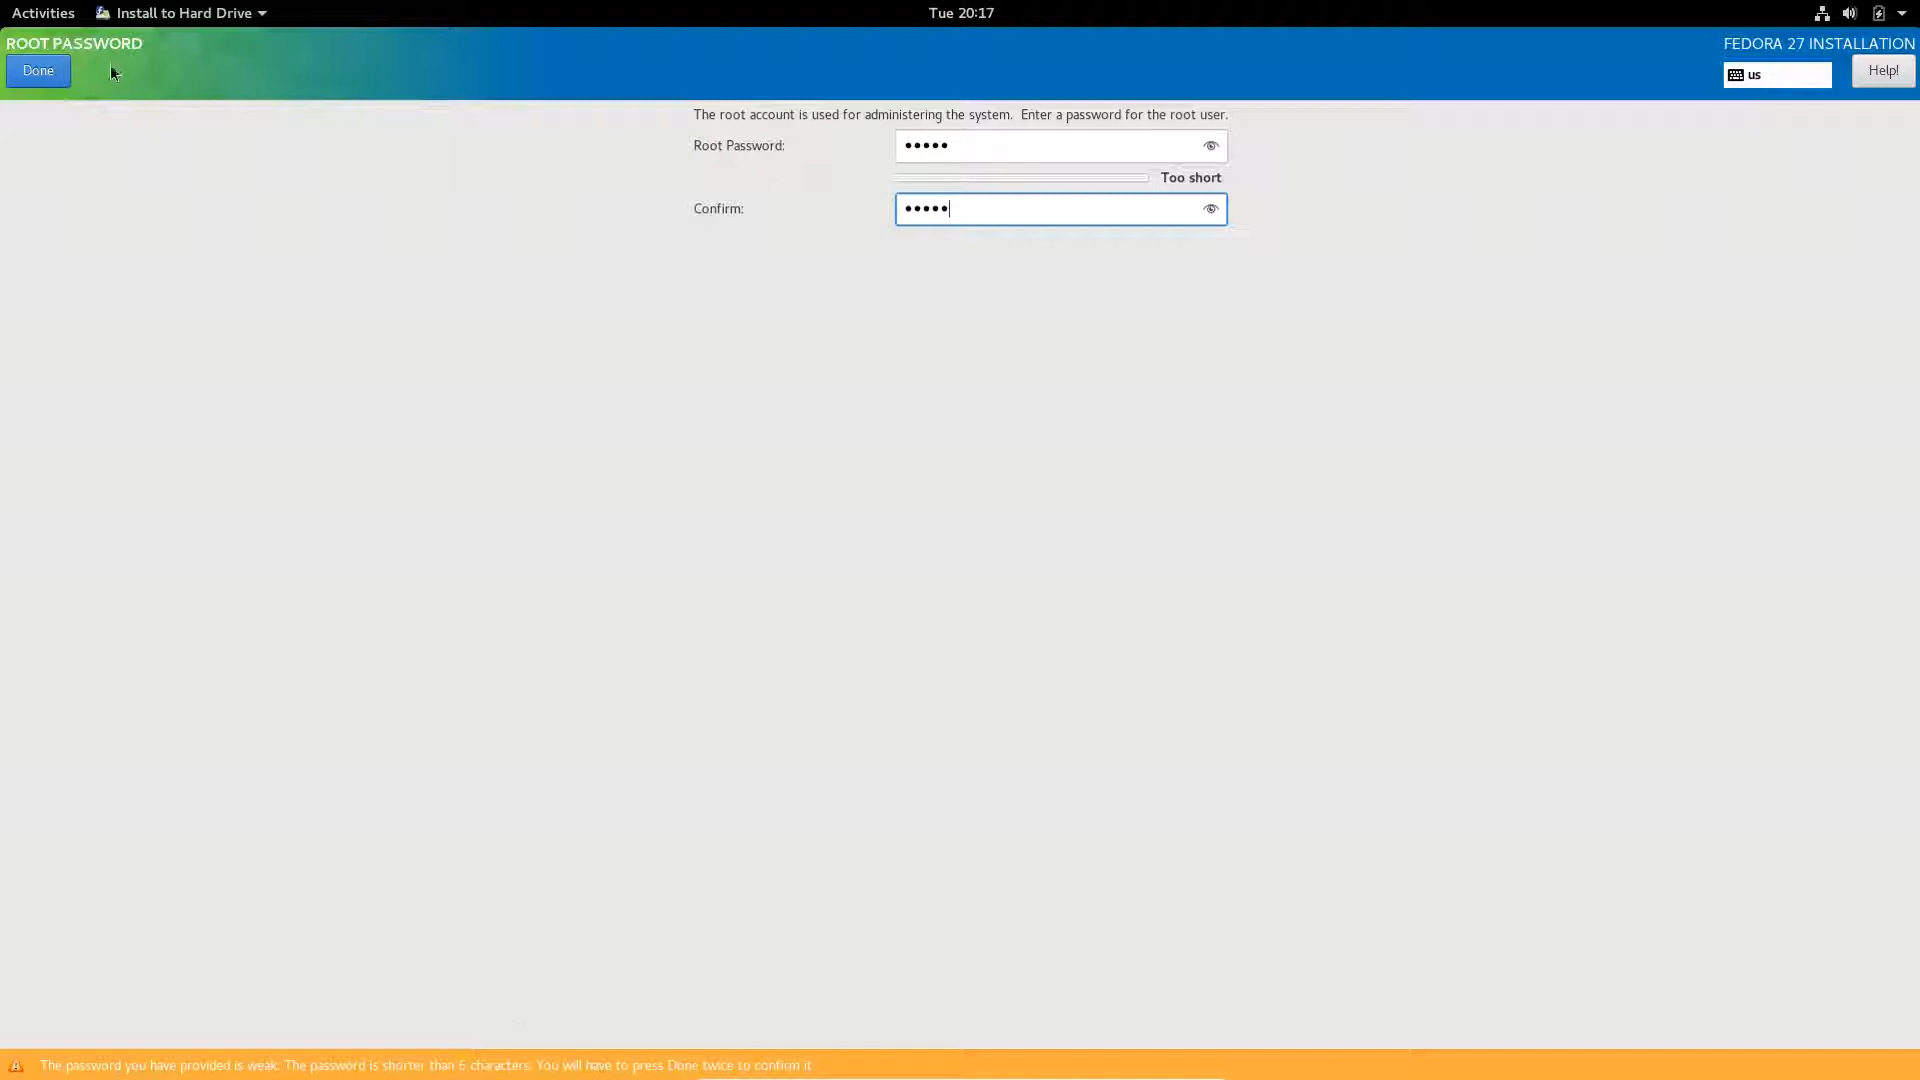 Activities Install to Hard Drive Tue 20:17
ROOT PASSWORD FEDORA 27 INSTALLATION
Done us Help!
The root account is used for administering the system. Enter a password for the root user.
Root Password: •••••
Too short
Confirm: •••••
The password you have provided is weak: The password is shorter than 6 characters. You will have to press Done twice to confirm it